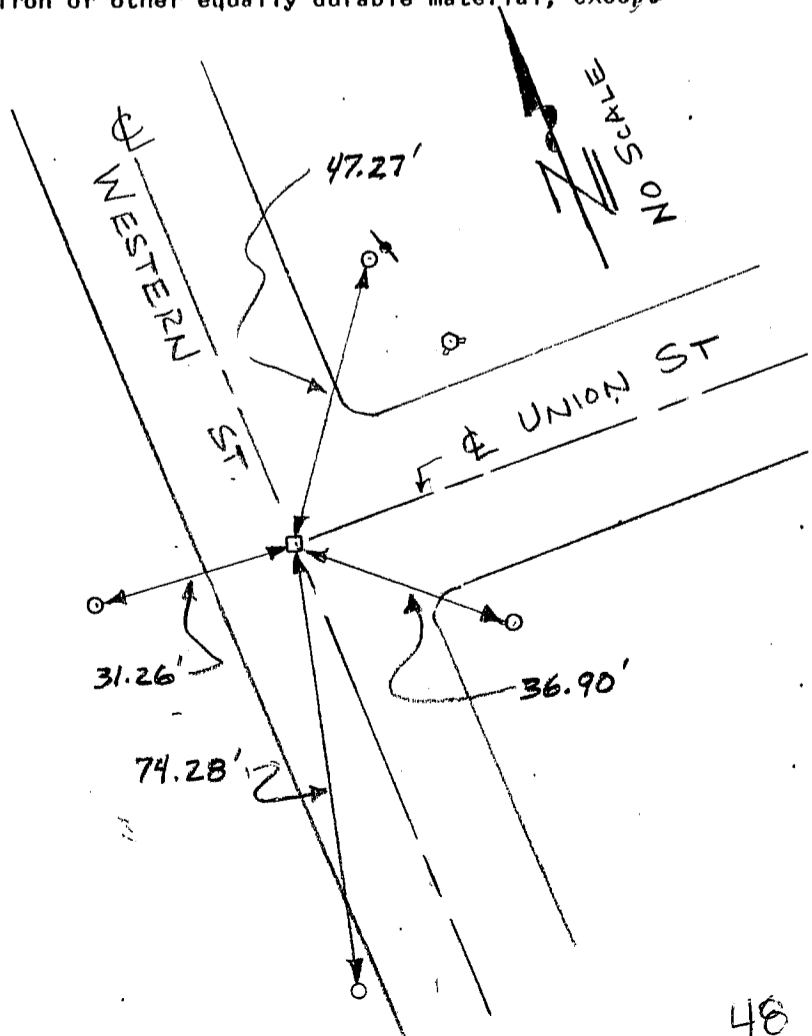 iron or other equally durable material, except
NO SCALE
N
47.27'
℄ WESTERN ST.
℄ UNION ST
31.26'
36.90'
74.28'
48